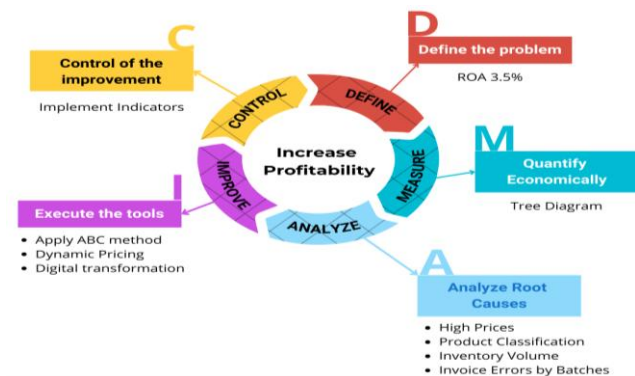 C
Control of the
improvement
Implement Indicators
D
Define the problem
ROA 3.5%
CONTROL
DEFINE
Increase
Profitability
M
Quantify
Economically
Tree Diagram
MEASURE
IMPROVE
ANALYZE
I
Execute the tools
• Apply ABC method
• Dynamic Pricing
• Digital transformation
A
Analyze Root
Causes
• High Prices
• Product Classification
• Inventory Volume
• Invoice Errors by Batches